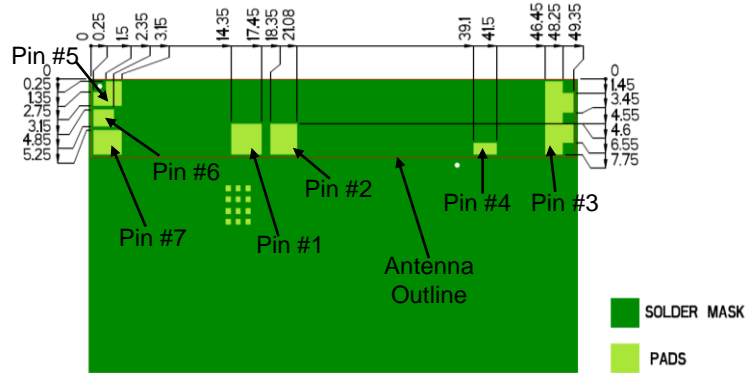 0
0.25
1.5
2.35
3.15
14.35
17.45
18.35
21.08
39.1
41.5
46.45
48.25
49.35
Pin #5
0
0.25
1.35
2.75
3.15
4.85
5.25
0
1.45
3.45
4.55
4.6
6.55
7.75
Pin #6
Pin #2
Pin #4
Pin #3
Pin #7
Pin #1
Antenna
Outline
SOLDER MASK
PADS